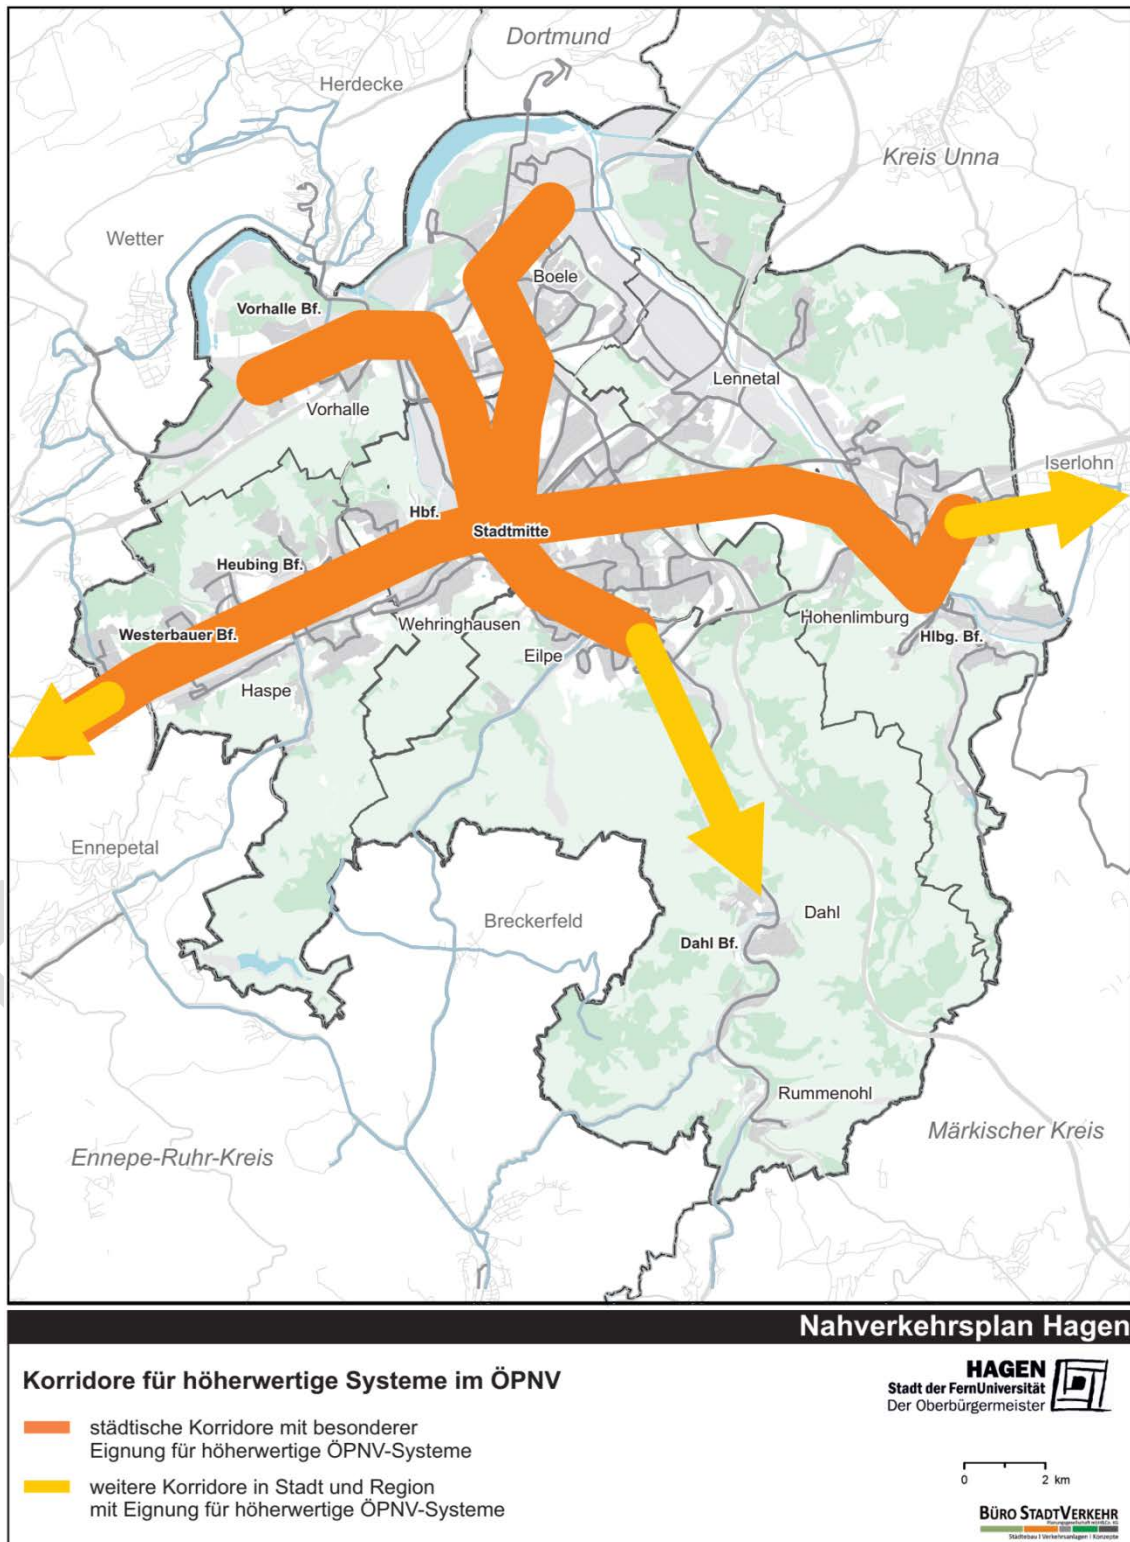 Dortmund
Herdecke
Kreis Unna
Wetter
Boele
Vorhalle Bf.
Lennetal
Vorhalle
Iserlohn
Hbf.
Stadtmitte
Heubing Bf.
Westerbauer Bf.
Wehringhausen
Hohenlimburg
Hlbg. Bf.
Eilpe
Haspe
Ennepetal
Breckerfeld
Dahl
Dahl Bf.
Rummenohl
Märkischer Kreis
Ennepe-Ruhr-Kreis
Nahverkehrsplan Hagen
Korridore für höherwertige Systeme im ÖPNV
HAGEN
Stadt der FernUniversität
Der Oberbürgermeister
städtische Korridore mit besonderer
Eignung für höherwertige ÖPNV-Systeme
weitere Korridore in Stadt und Region
mit Eignung für höherwertige ÖPNV-Systeme
0 2 km
BÜRO STADTVERKEHR
Städtebau I Verkehrsanlagen I Konzepte